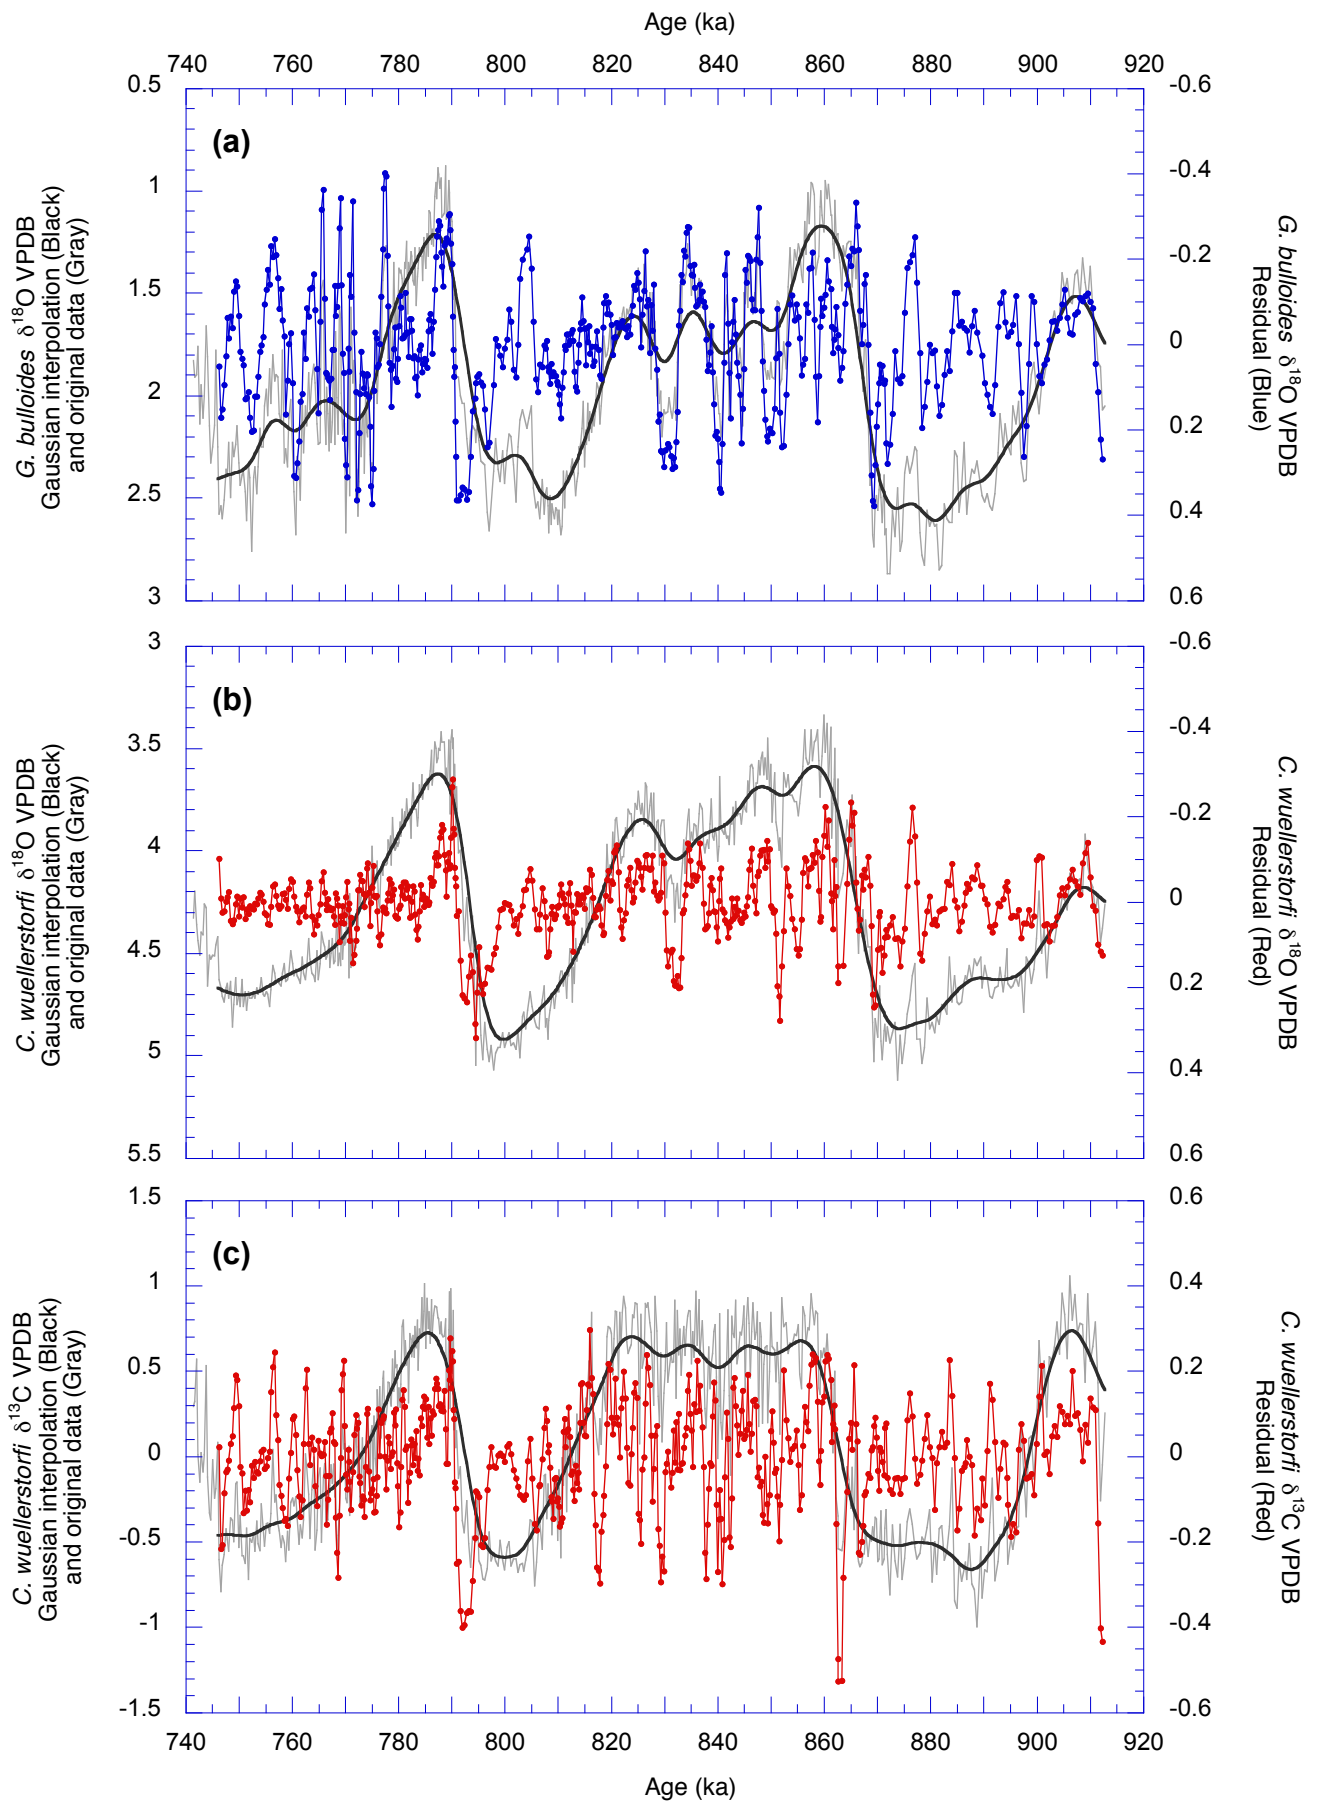 Age (ka)
740 760 780 800 820 840 860 880 900 920
(a)
0.5
1
1.5
2
2.5
3
G. bulloides δ18O VPDB
Gaussian interpolation (Black)
and original data (Gray)
-0.6
-0.4
-0.2
0
0.2
0.4
0.6
G. bulloides δ18O VPDB
Residual (Blue)
(b)
3
3.5
4
4.5
5
5.5
C. wuellerstorfi δ18O VPDB
Gaussian interpolation (Black)
and original data (Gray)
-0.6
-0.4
-0.2
0
0.2
0.4
0.6
C. wuellerstorfi δ18O VPDB
Residual (Red)
(c)
1.5
1
0.5
0
-0.5
-1
-1.5
C. wuellerstorfi δ13C VPDB
Gaussian interpolation (Black)
and original data (Gray)
0.6
0.4
0.2
0
-0.2
-0.4
-0.6
C. wuellerstorfi δ13C VPDB
Residual (Red)
740 760 780 800 820 840 860 880 900 920
Age (ka)